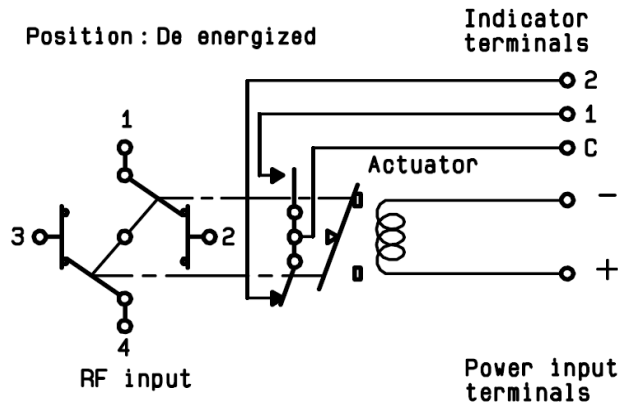 Position : De energized
Indicator
terminals
2
1
C
1
Actuator
3
2
-
+
4
RF input
Power input
terminals